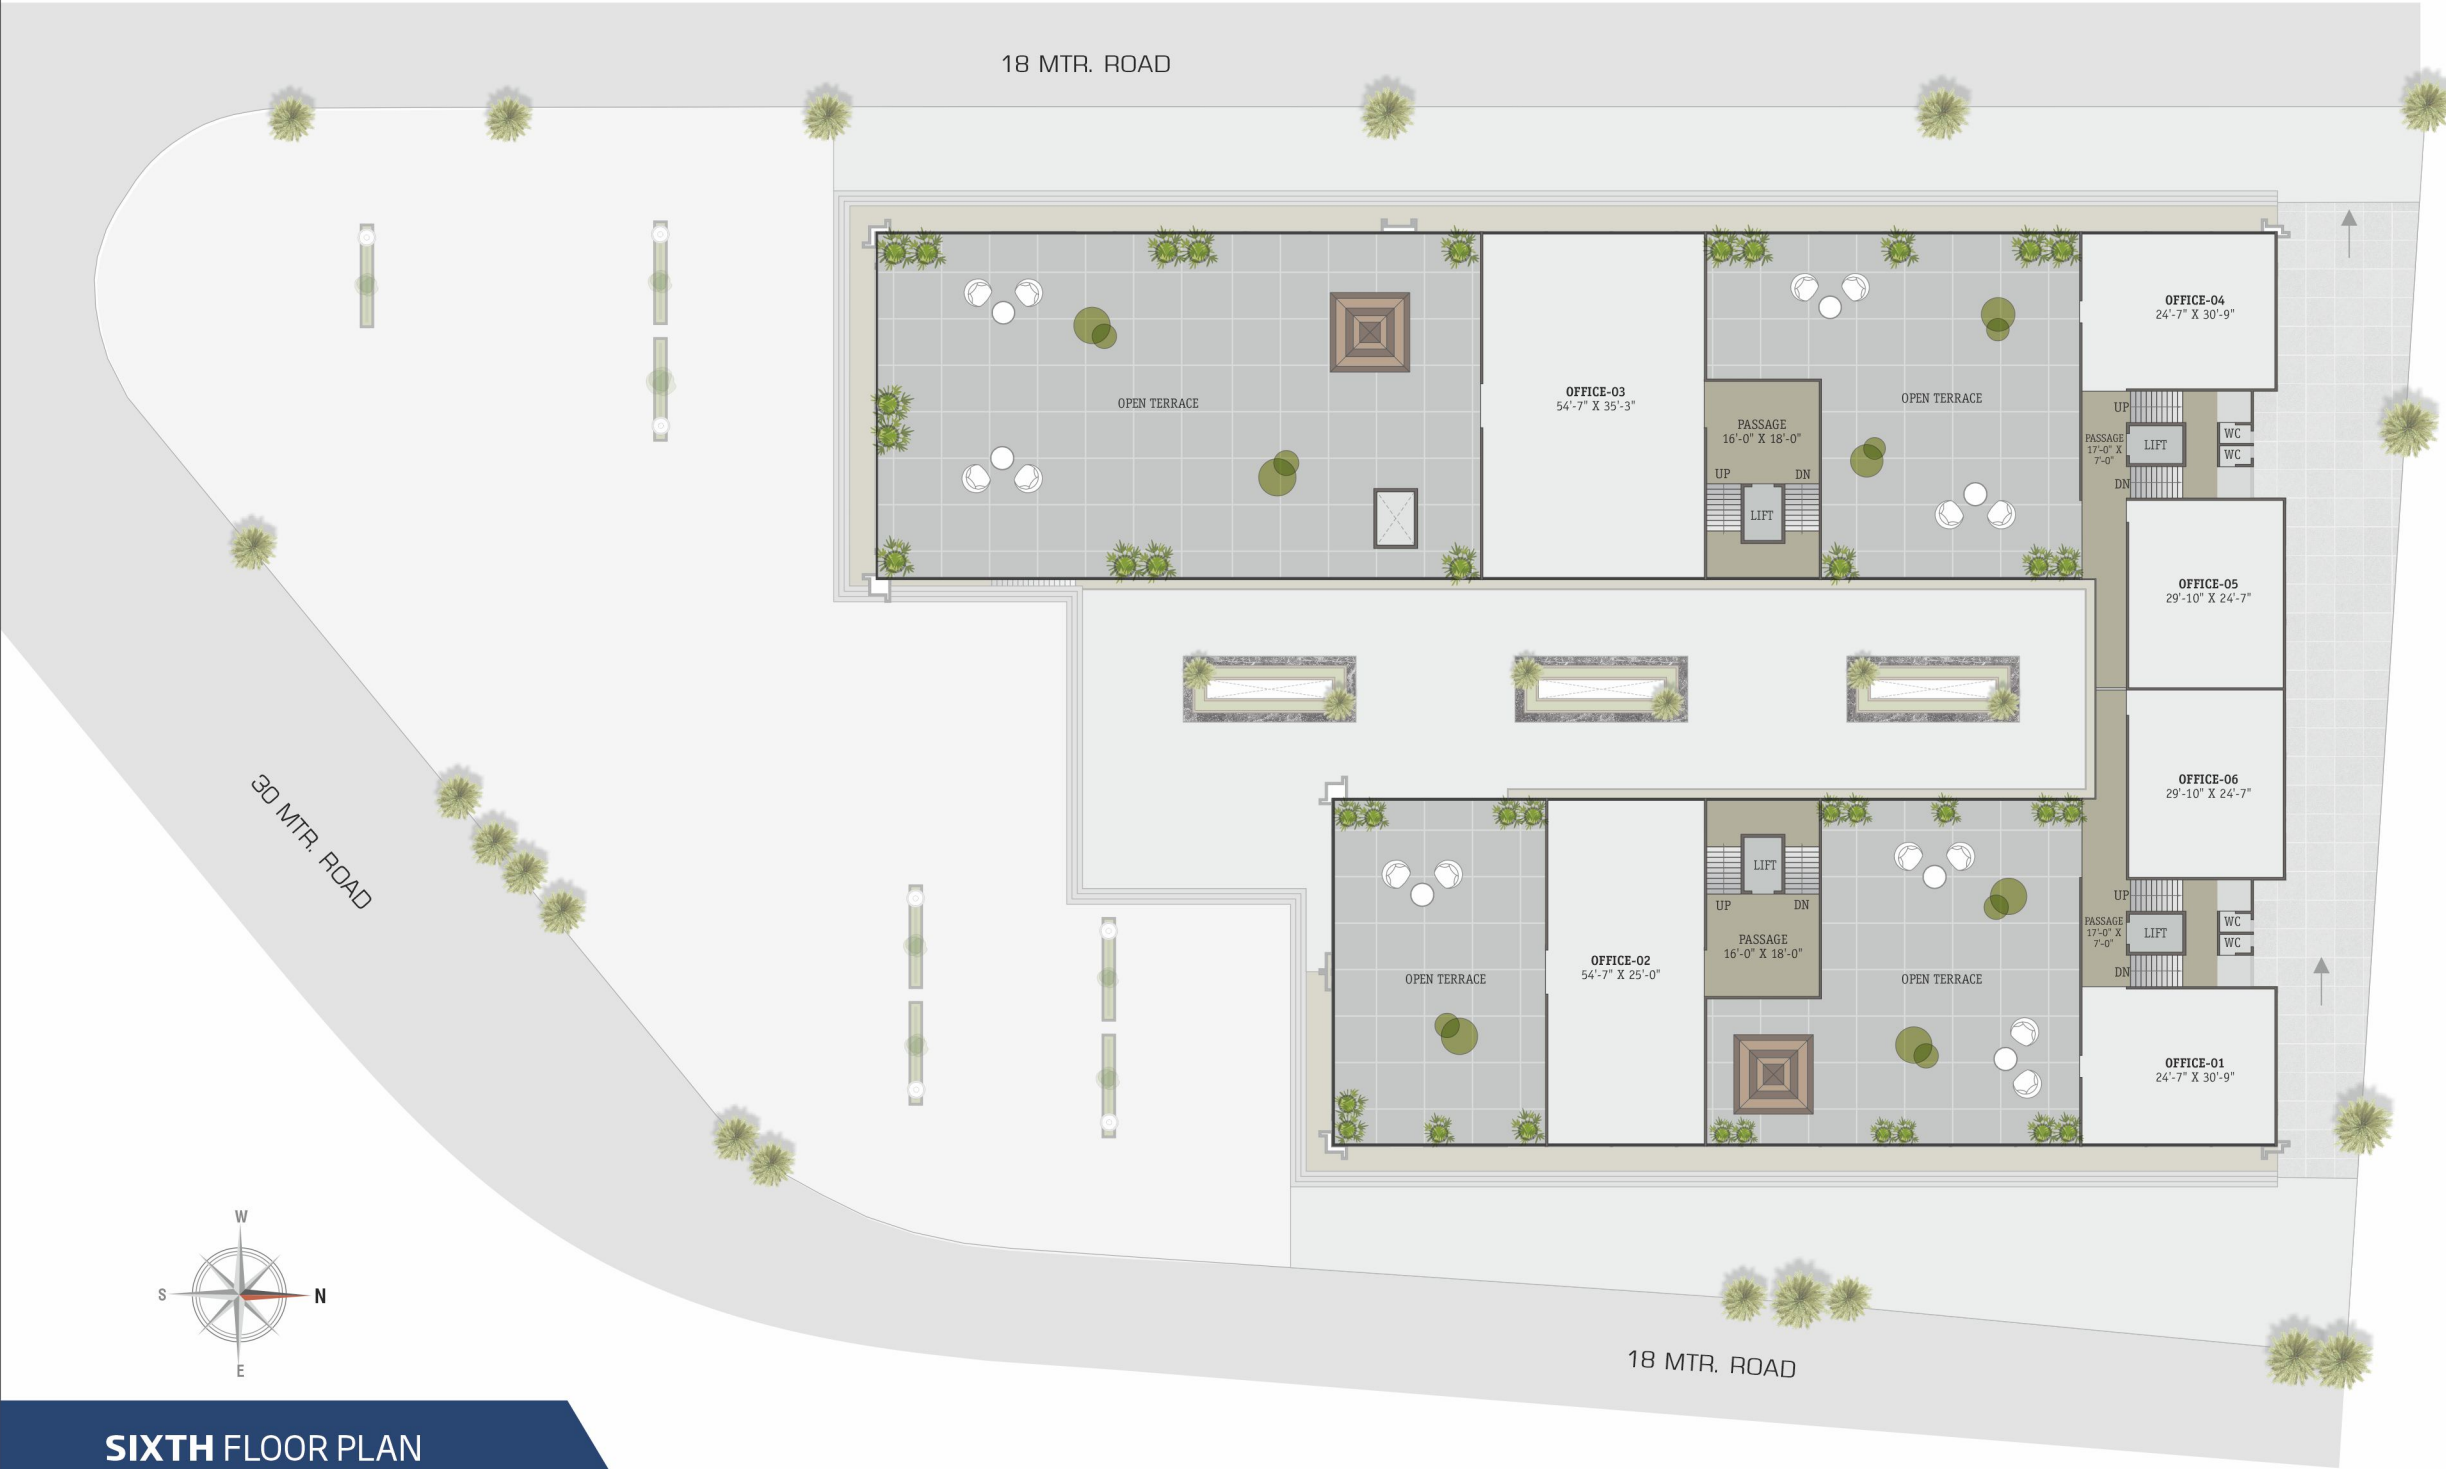 18 MTR. ROAD
OFFICE-04
24'-7" X 30'-9"
OFFICE-03
54'-7" X 35'-3"
OPEN TERRACE
OPEN TERRACE
PASSAGE
16'-0" X 18'-0"
UP DN
LIFT
UP
PASSAGE
17'-0" X
7'-0"
LIFT
DN
WC
WC
OFFICE-05
29'-10" X 24'-7"
OFFICE-06
29'-10" X 24'-7"
30 MTR. ROAD
LIFT
UP DN
PASSAGE
16'-0" X 18'-0"
OPEN TERRACE
OFFICE-02
54'-7" X 25'-0"
OPEN TERRACE
UP
PASSAGE
17'-0" X
7'-0"
LIFT
DN
WC
WC
OFFICE-01
24'-7" X 30'-9"
W
S N
E
18 MTR. ROAD
SIXTH FLOOR PLAN